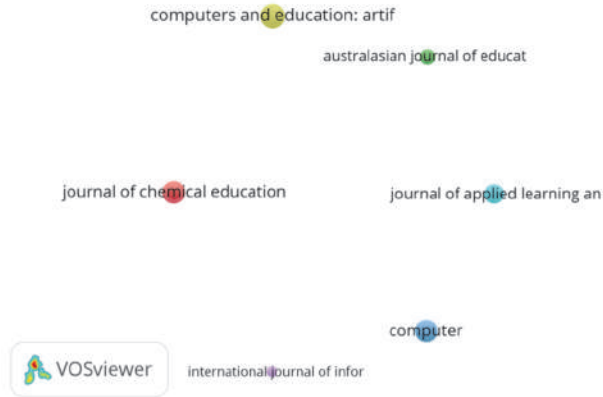 computers and education: artif
australasian journal of educat
journal of chemical education
journal of applied learning an
computer
international journal of infor
VOSviewer